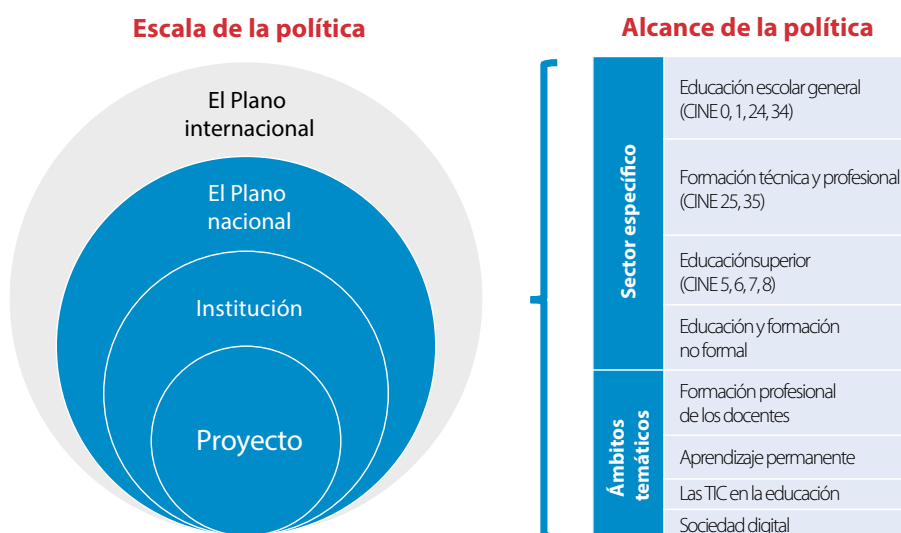 Escala de la política
El Plano
internacional
El Plano
nacional
Institución
Proyecto
Alcance de la política
Sector específico
Educación escolar general
(CINE 0, 1, 24, 34)
Formación técnica y profesional
(CINE 25, 35)
Educaciónsuperior
(CINE 5, 6, 7, 8)
Educación y formación
no formal
Ámbitos
temáticos
Formación profesional
de los docentes
Aprendizaje permanente
Las TIC en la educación
Sociedad digital